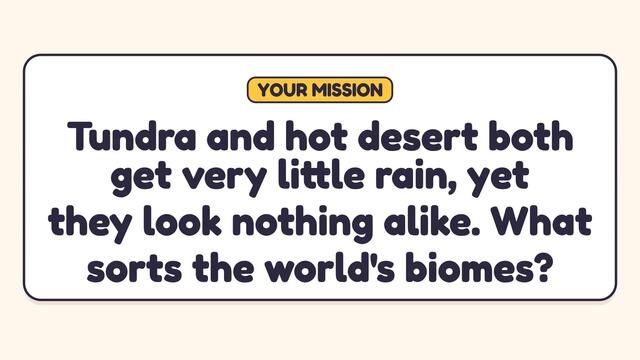 YOUR MISSION
Tundra and hot desert both
get very little rain, yet
they look nothing alike. What
sorts the world's biomes?